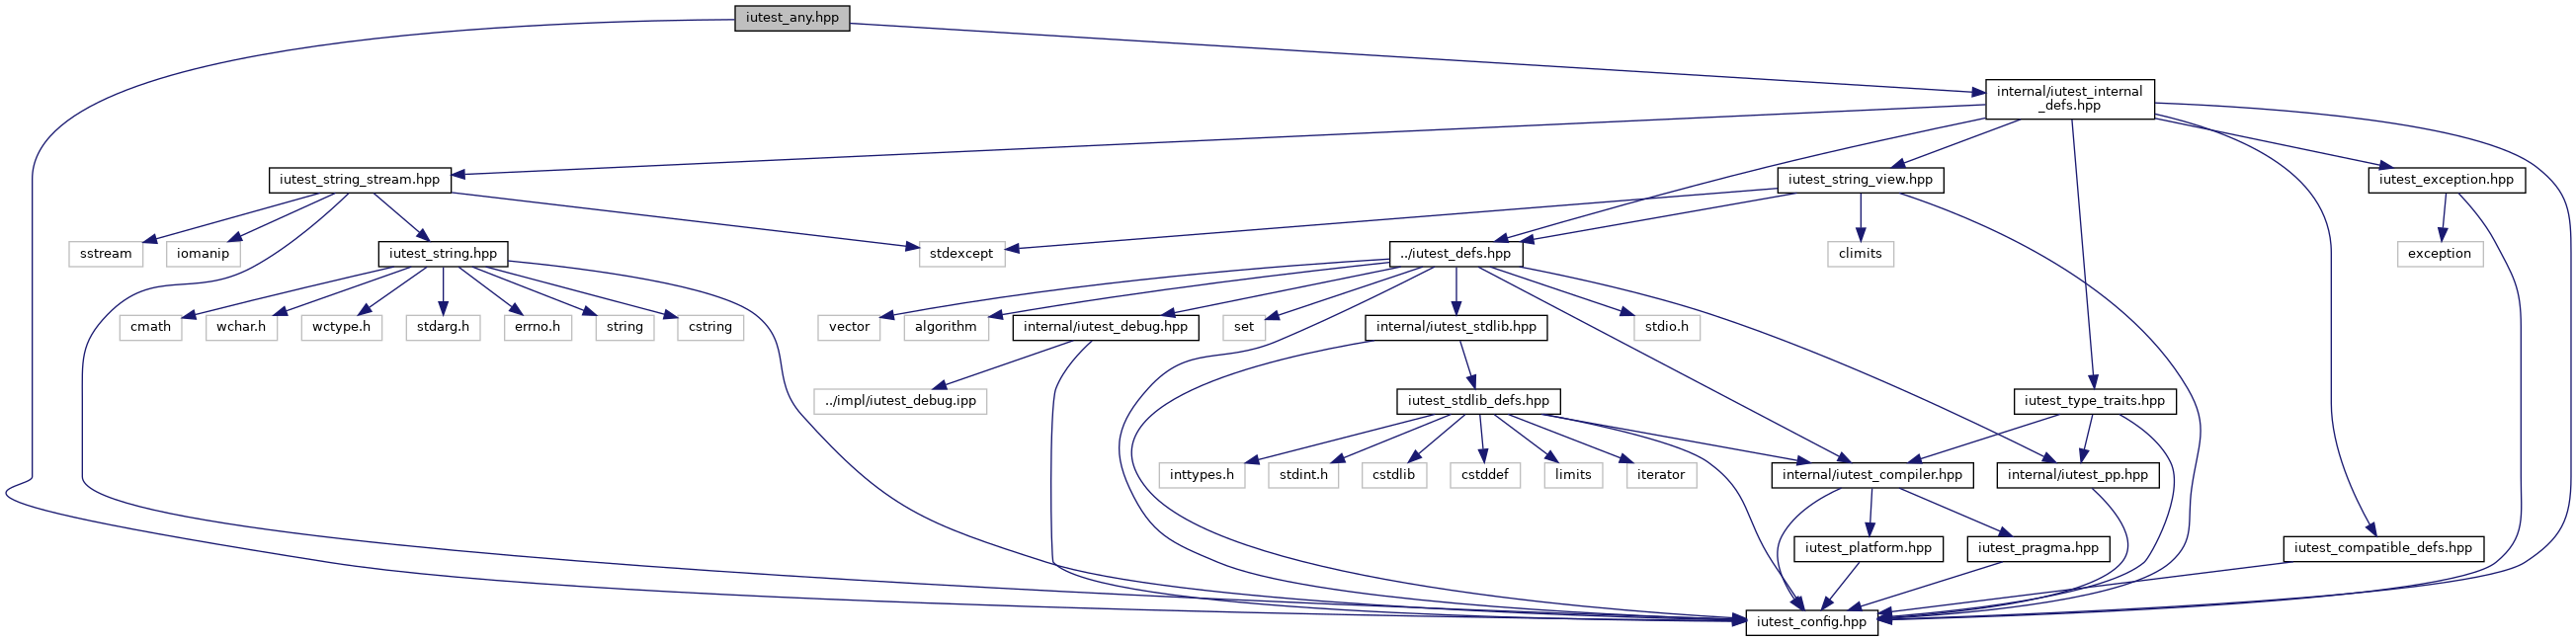 iutest_any.hpp
internal/iutest_internal
_defs.hpp
iutest_string_stream.hpp
iutest_string_view.hpp
iutest_exception.hpp
sstream
iomanip
iutest_string.hpp
stdexcept
../iutest_defs.hpp
climits
exception
cmath
wchar.h
wctype.h
stdarg.h
errno.h
string
cstring
vector
algorithm
internal/iutest_debug.hpp
set
internal/iutest_stdlib.hpp
stdio.h
../impl/iutest_debug.ipp
iutest_stdlib_defs.hpp
iutest_type_traits.hpp
inttypes.h
stdint.h
cstdlib
cstddef
limits
iterator
internal/iutest_compiler.hpp
internal/iutest_pp.hpp
iutest_platform.hpp
iutest_pragma.hpp
iutest_compatible_defs.hpp
iutest_config.hpp